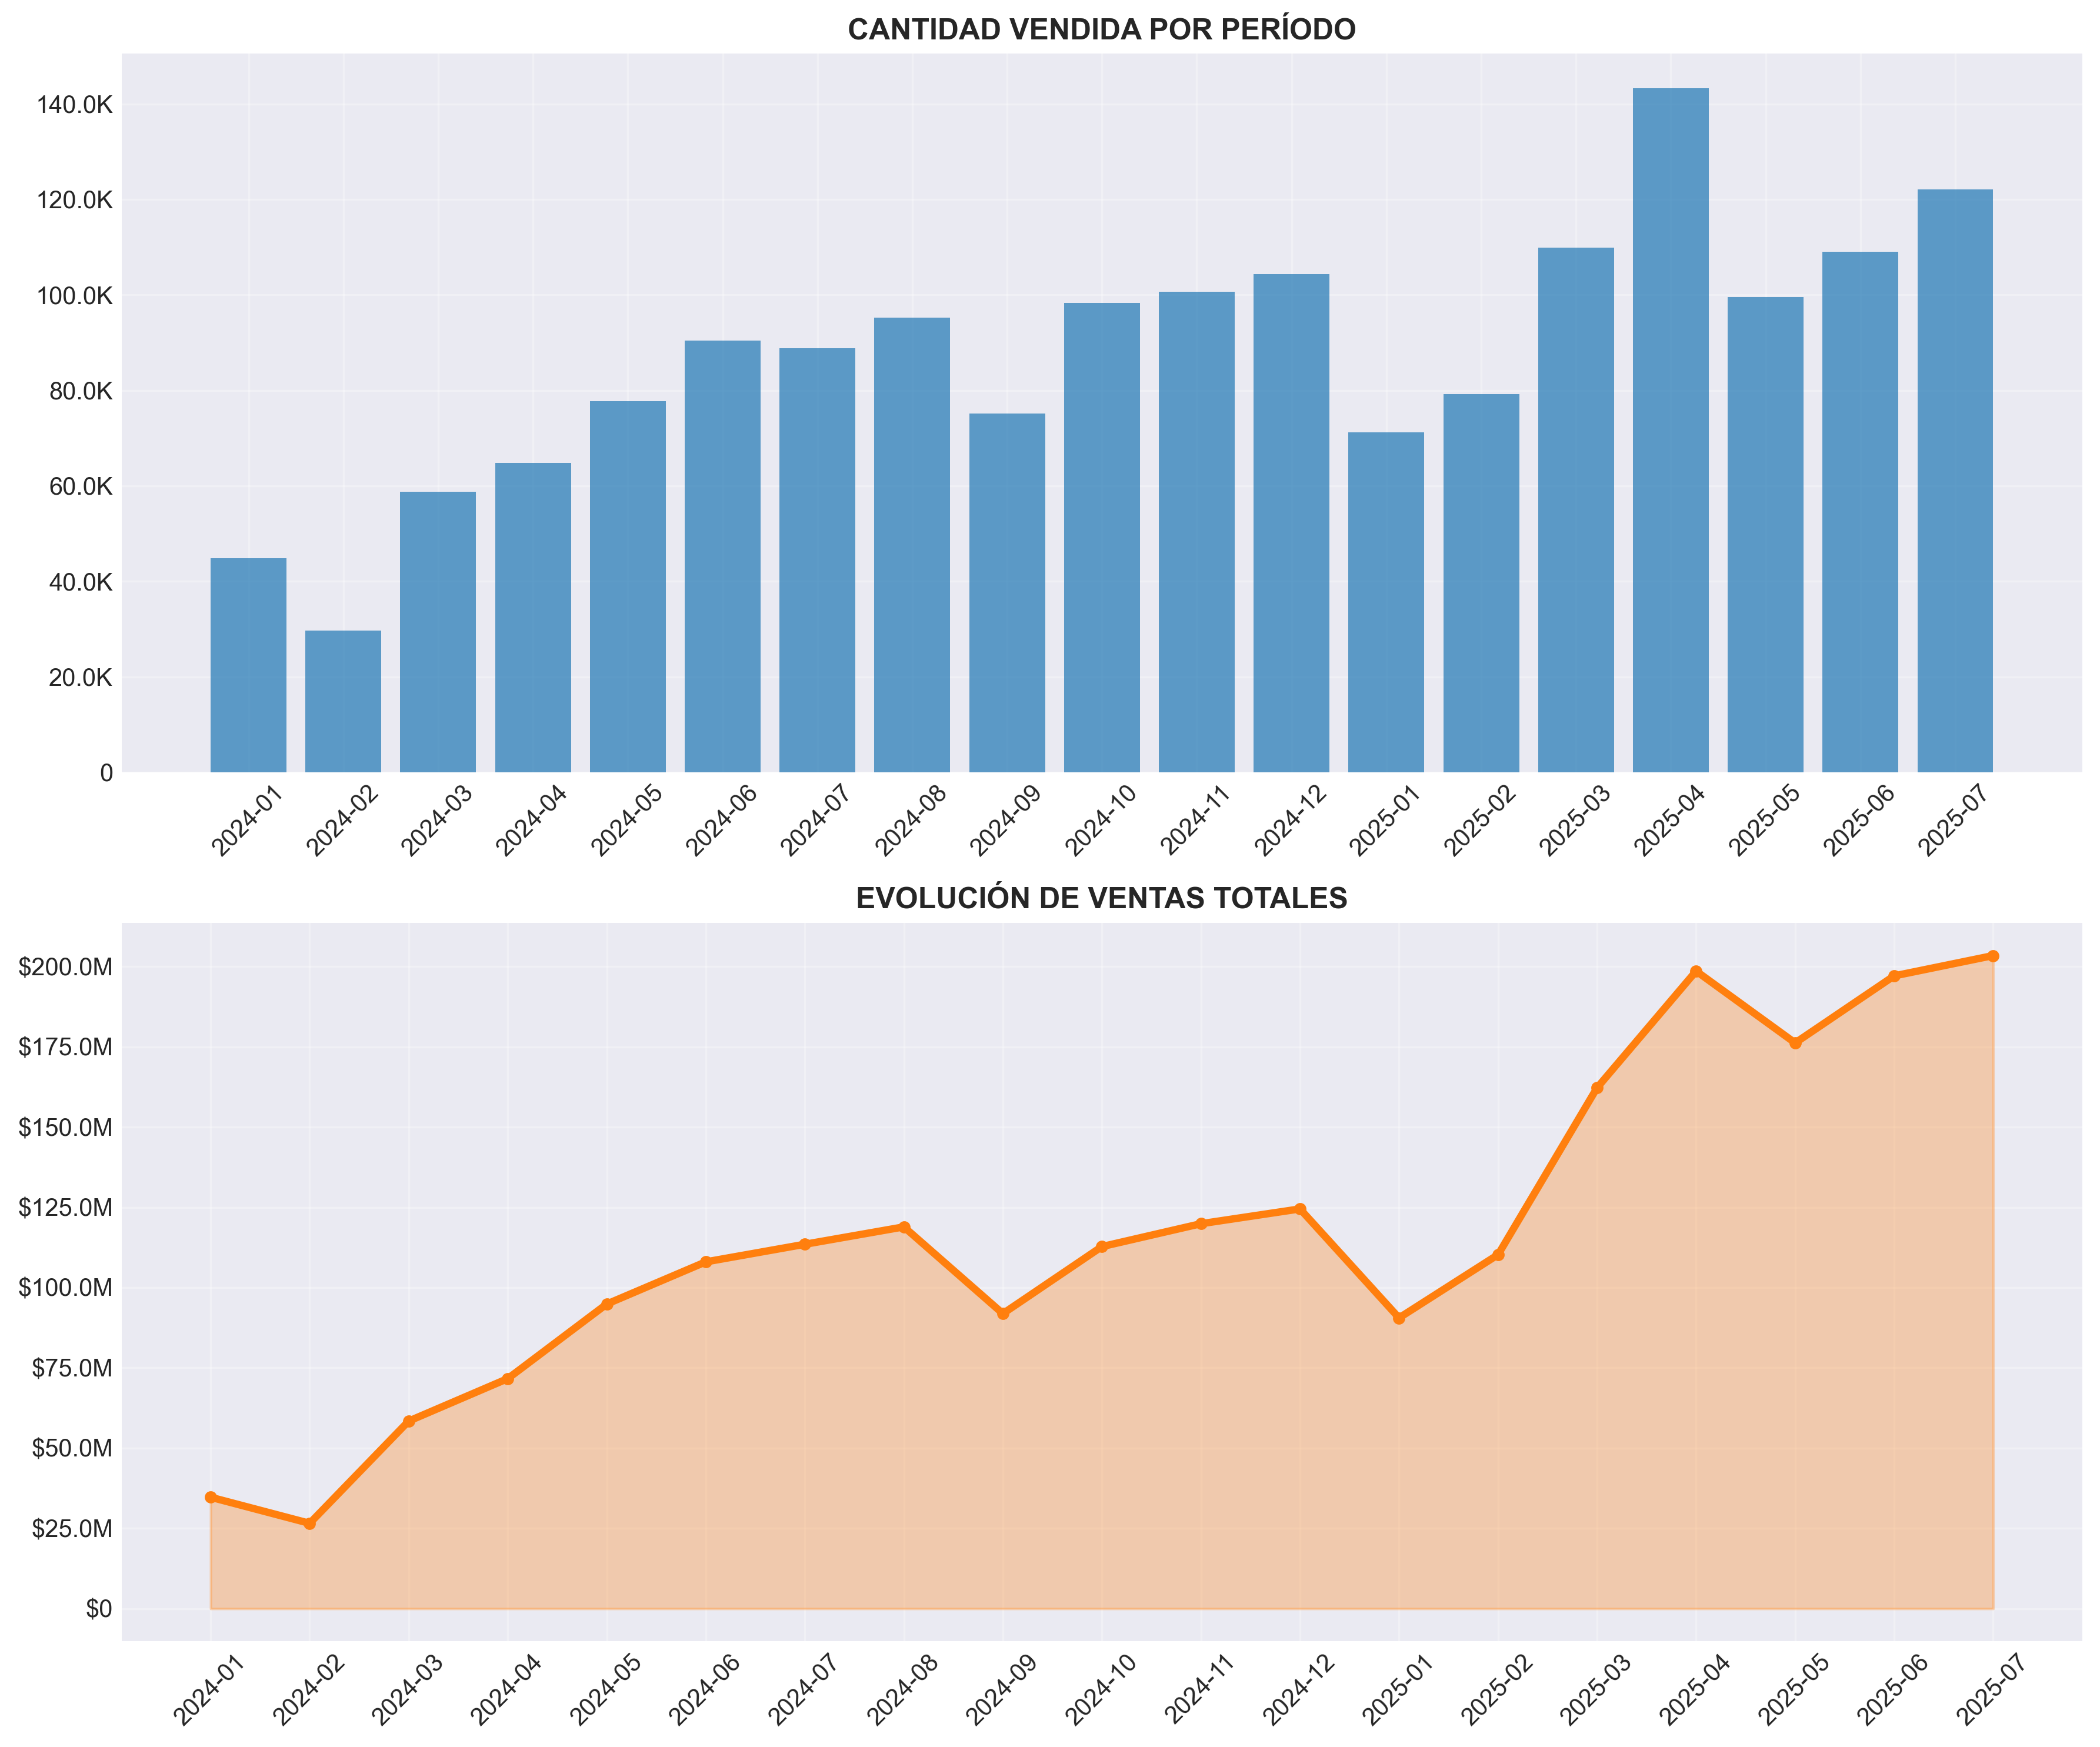 CANTIDAD VENDIDA POR PERÍODO
140.0K
120.0K
100.0K
80.0K
60.0K
40.0K
20.0K
0
2024-01
2024-02
2024-03
2024-04
2024-05
2024-06
2024-07
2024-08
2024-09
2024-10
2024-11
2024-12
2025-01
2025-02
2025-03
2025-04
2025-05
2025-06
2025-07
EVOLUCIÓN DE VENTAS TOTALES
$200.0M
$175.0M
$150.0M
$125.0M
$100.0M
$75.0M
$50.0M
$25.0M
$0
2024-01
2024-02
2024-03
2024-04
2024-05
2024-06
2024-07
2024-08
2024-09
2024-10
2024-11
2024-12
2025-01
2025-02
2025-03
2025-04
2025-05
2025-06
2025-07